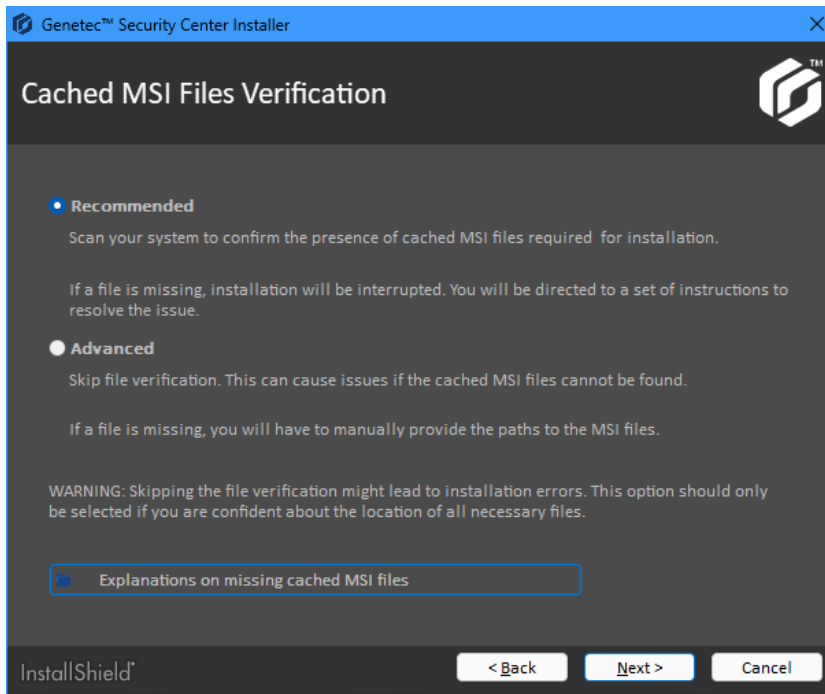 Genetec™ Security Center Installer
Cached MSI Files Verification
TM
Recommended
Scan your system to confirm the presence of cached MSI files required for installation.
If a file is missing, installation will be interrupted. You will be directed to a set of instructions to
resolve the issue.
Advanced
Skip file verification. This can cause issues if the cached MSI files cannot be found.
If a file is missing, you will have to manually provide the paths to the MSI files.
WARNING: Skipping the file verification might lead to installation errors. This option should only
be selected if you are confident about the location of all necessary files.
Explanations on missing cached MSI files
InstallShield®
< Back
Next >
Cancel